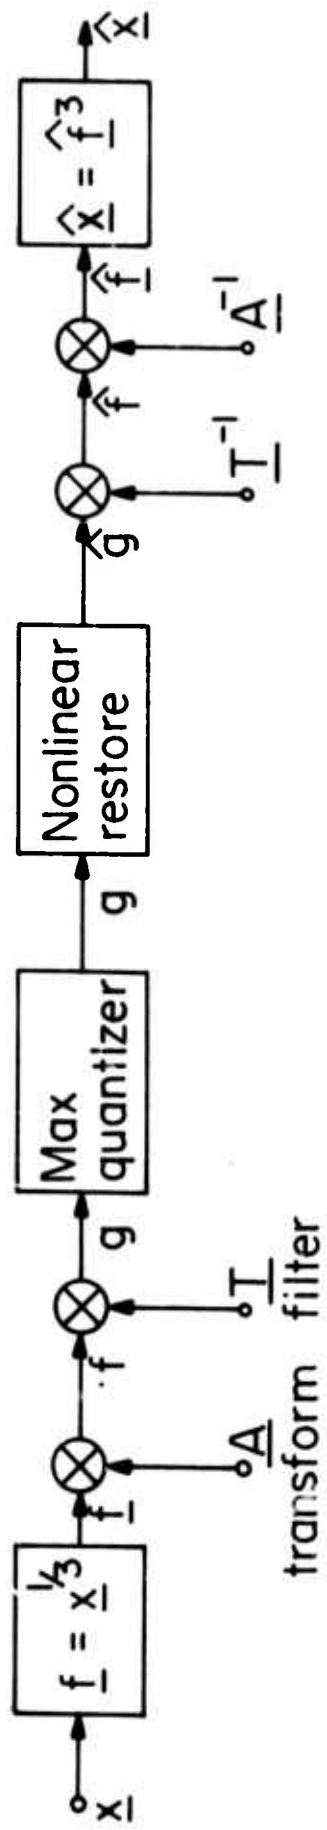 x
f = x^1/3
f
A
transform
f
T
filter
g
Max
quantizer
g
Nonlinear
restore
ĝ
T^-1
f̂
A^-1
f̂
x̂ = f̂^3
x̂